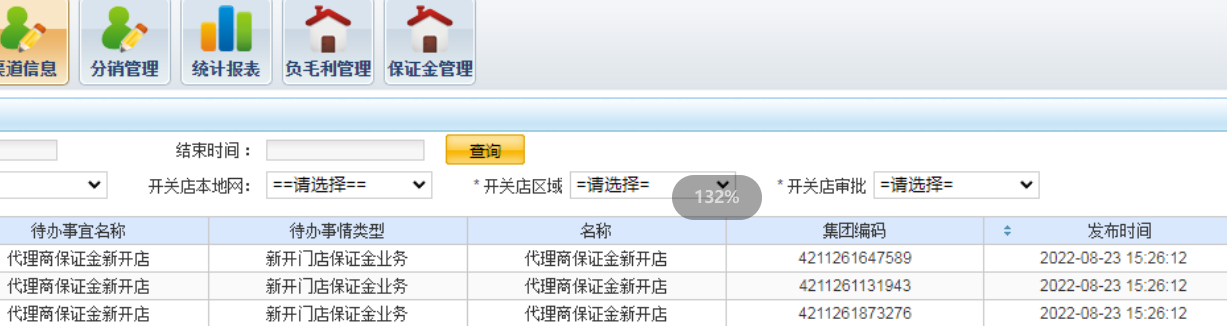 渠道信息 分销管理 统计报表 负毛利管理 保证金管理
结束时间： 查询
开关店本地网： ==请选择== * 开关店区域 =请选择= * 开关店审批 =请选择=
132%
待办事宜名称 待办事情类型 名称 集团编码 发布时间
代理商保证金新开店 新开门店保证金业务 代理商保证金新开店 4211261647589 2022-08-23 15:26:12
代理商保证金新开店 新开门店保证金业务 代理商保证金新开店 4211261131943 2022-08-23 15:26:12
代理商保证金新开店 新开门店保证金业务 代理商保证金新开店 4211261873276 2022-08-23 15:26:12